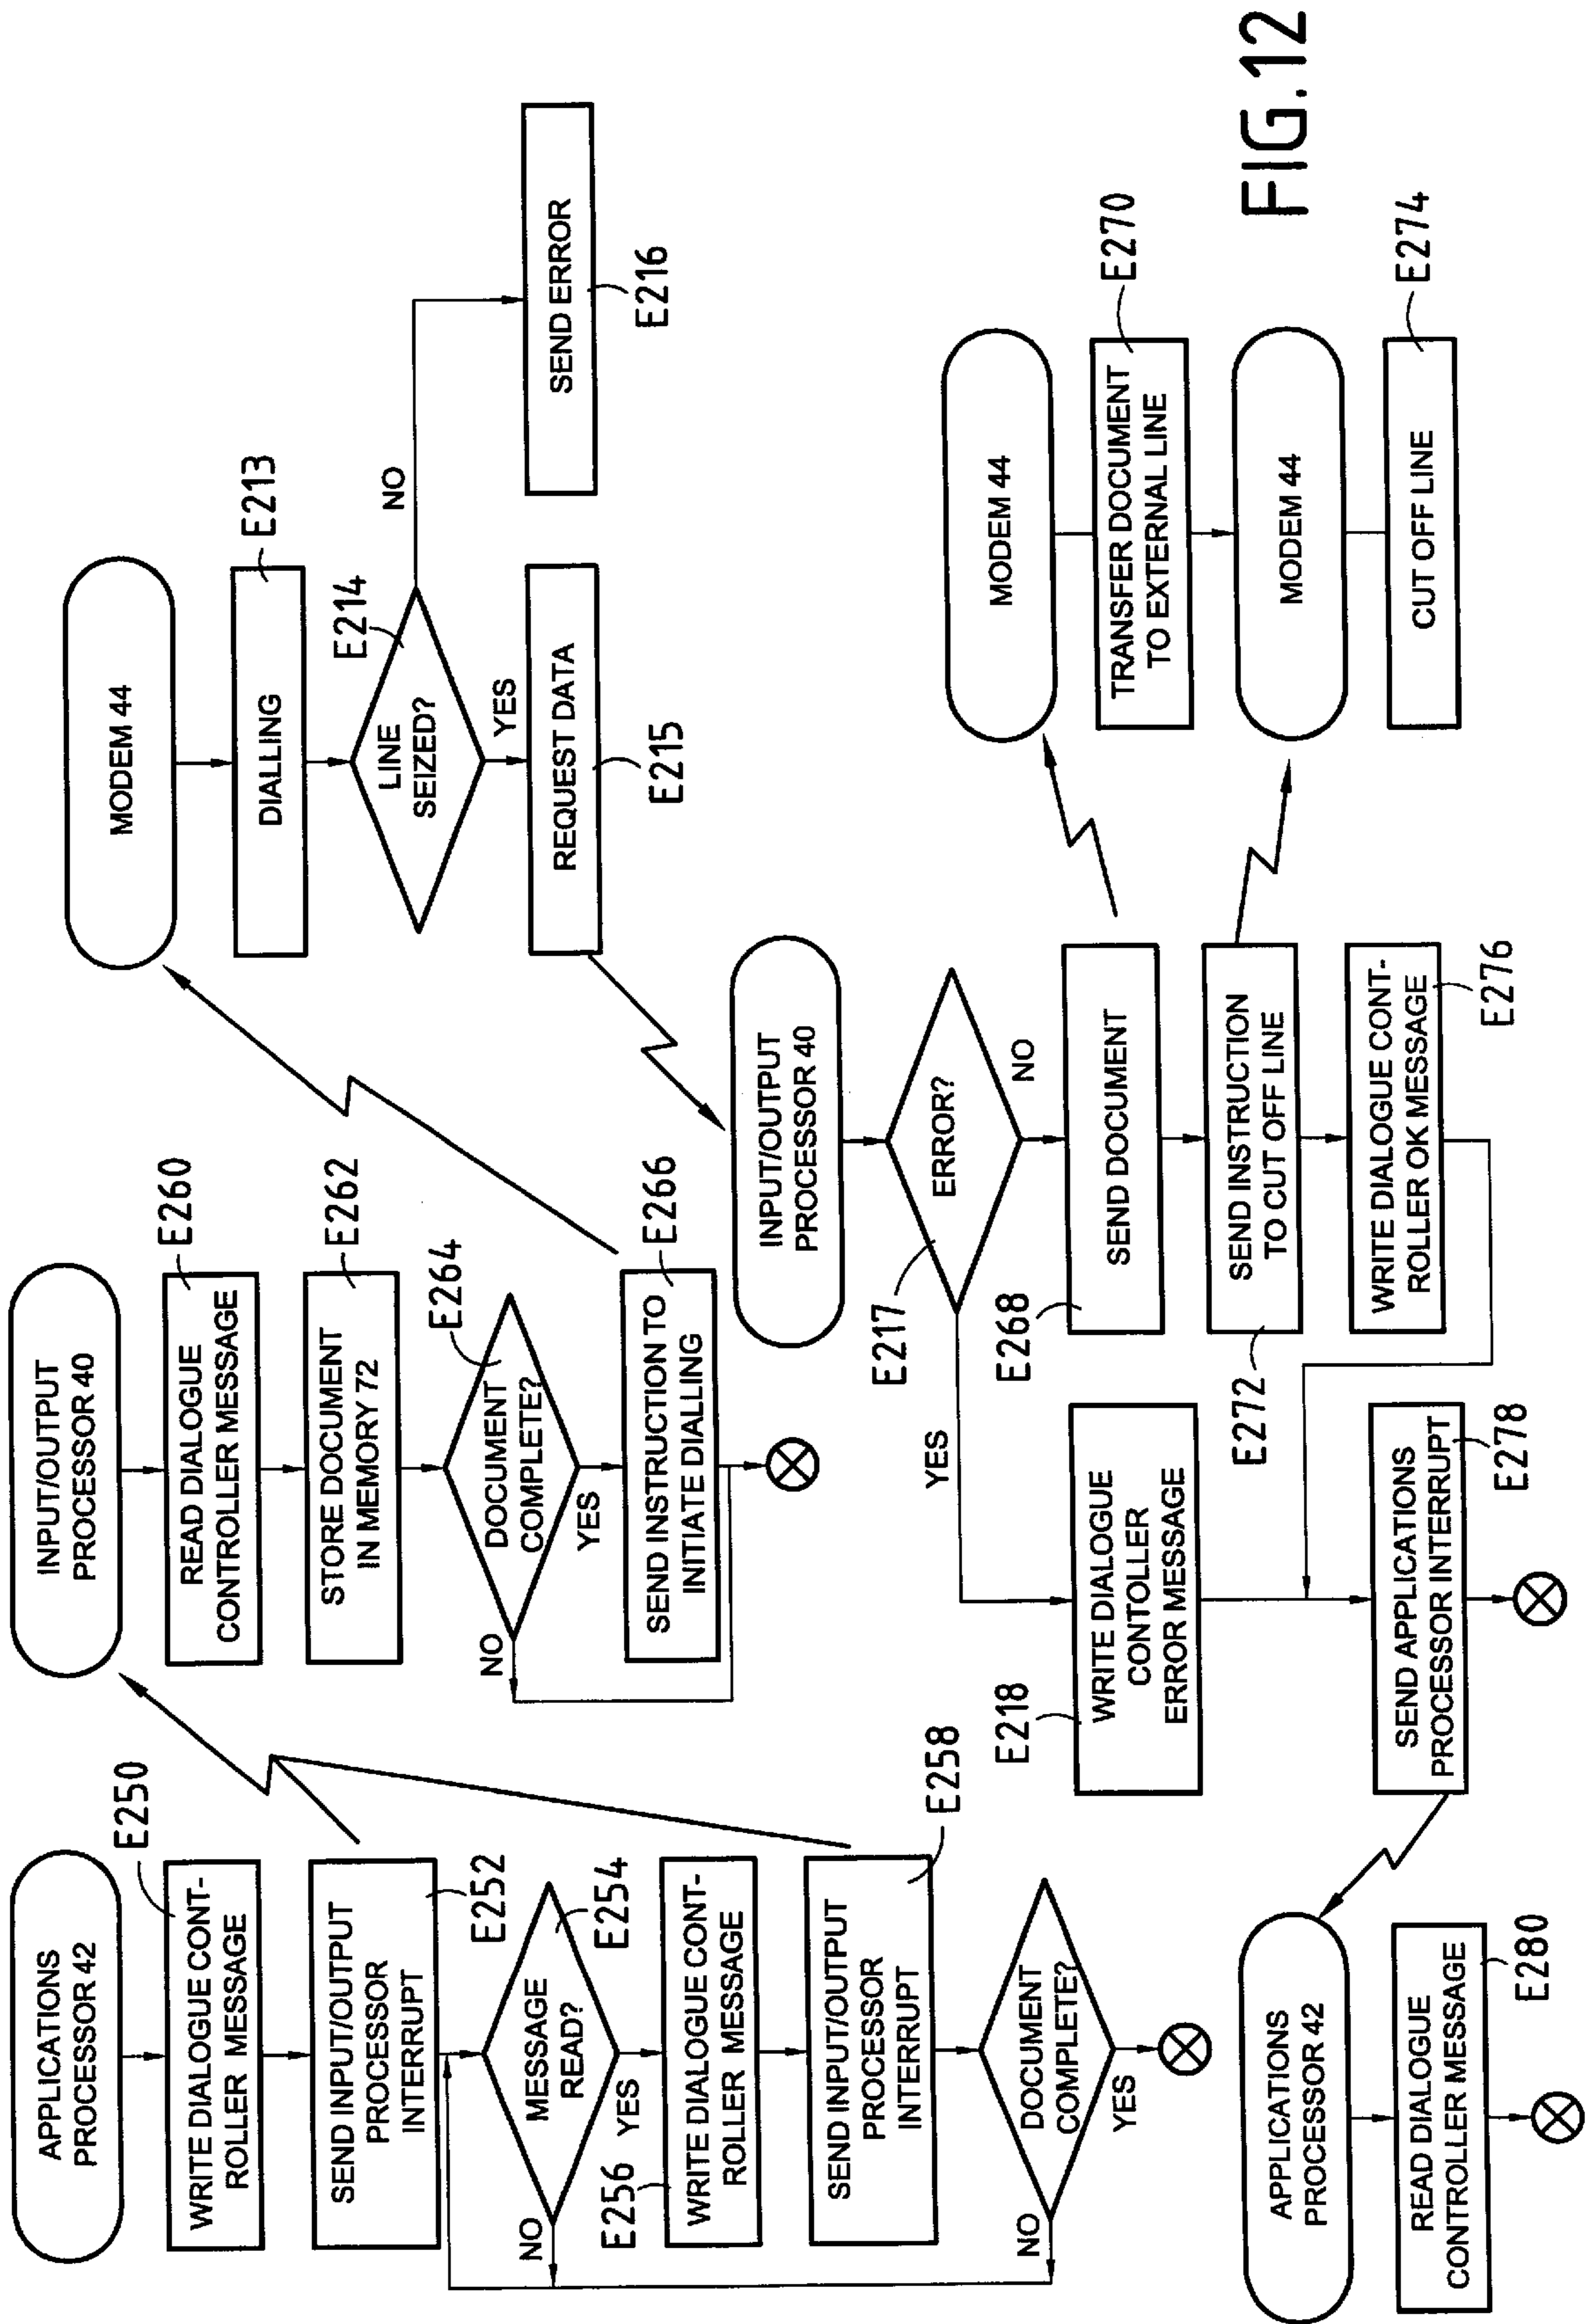 APPLICATIONS
PROCESSOR 42
E250
WRITE DIALOGUE CONT-
ROLLER MESSAGE
SEND INPUT/OUTPUT
PROCESSOR
INTERRUPT
E252
MESSAGE
READ?
E254
NO
YES
E256
WRITE DIALOGUE CONT-
ROLLER MESSAGE
SEND INPUT/OUTPUT
PROCESSOR
INTERRUPT
E258
DOCUMENT
COMPLETE?
NO
YES
INPUT/OUTPUT
PROCESSOR 40
READ DIALOGUE
CONTROLLER MESSAGE
E260
STORE DOCUMENT
IN MEMORY 72
E262
DOCUMENT
COMPLETE?
E264
NO
YES
SEND INSTRUCTION TO
INITIATE DIALLING
E266
MODEM 44
DIALLING
E213
LINE
SEIZED?
E214
NO
YES
REQUEST DATA
E215
SEND ERROR
E216
INPUT/OUTPUT
PROCESSOR 40
ERROR?
E217
YES
NO
E218
WRITE DIALOGUE
CONTOLLER
ERROR MESSAGE
E268
SEND DOCUMENT
E272
SEND INSTRUCTION
TO CUT OFF LINE
WRITE DIALOGUE CONT-
ROLLER OK MESSAGE
E276
SEND APPLICATIONS
PROCESSOR INTERRUPT
E278
MODEM 44
TRANSFER DOCUMENT
TO EXTERNAL LINE
E270
MODEM 44
CUT OFF LINE
E274
APPLICATIONS
PROCESSOR 42
READ DIALOGUE
CONTROLLER MESSAGE
E280
FIG.12